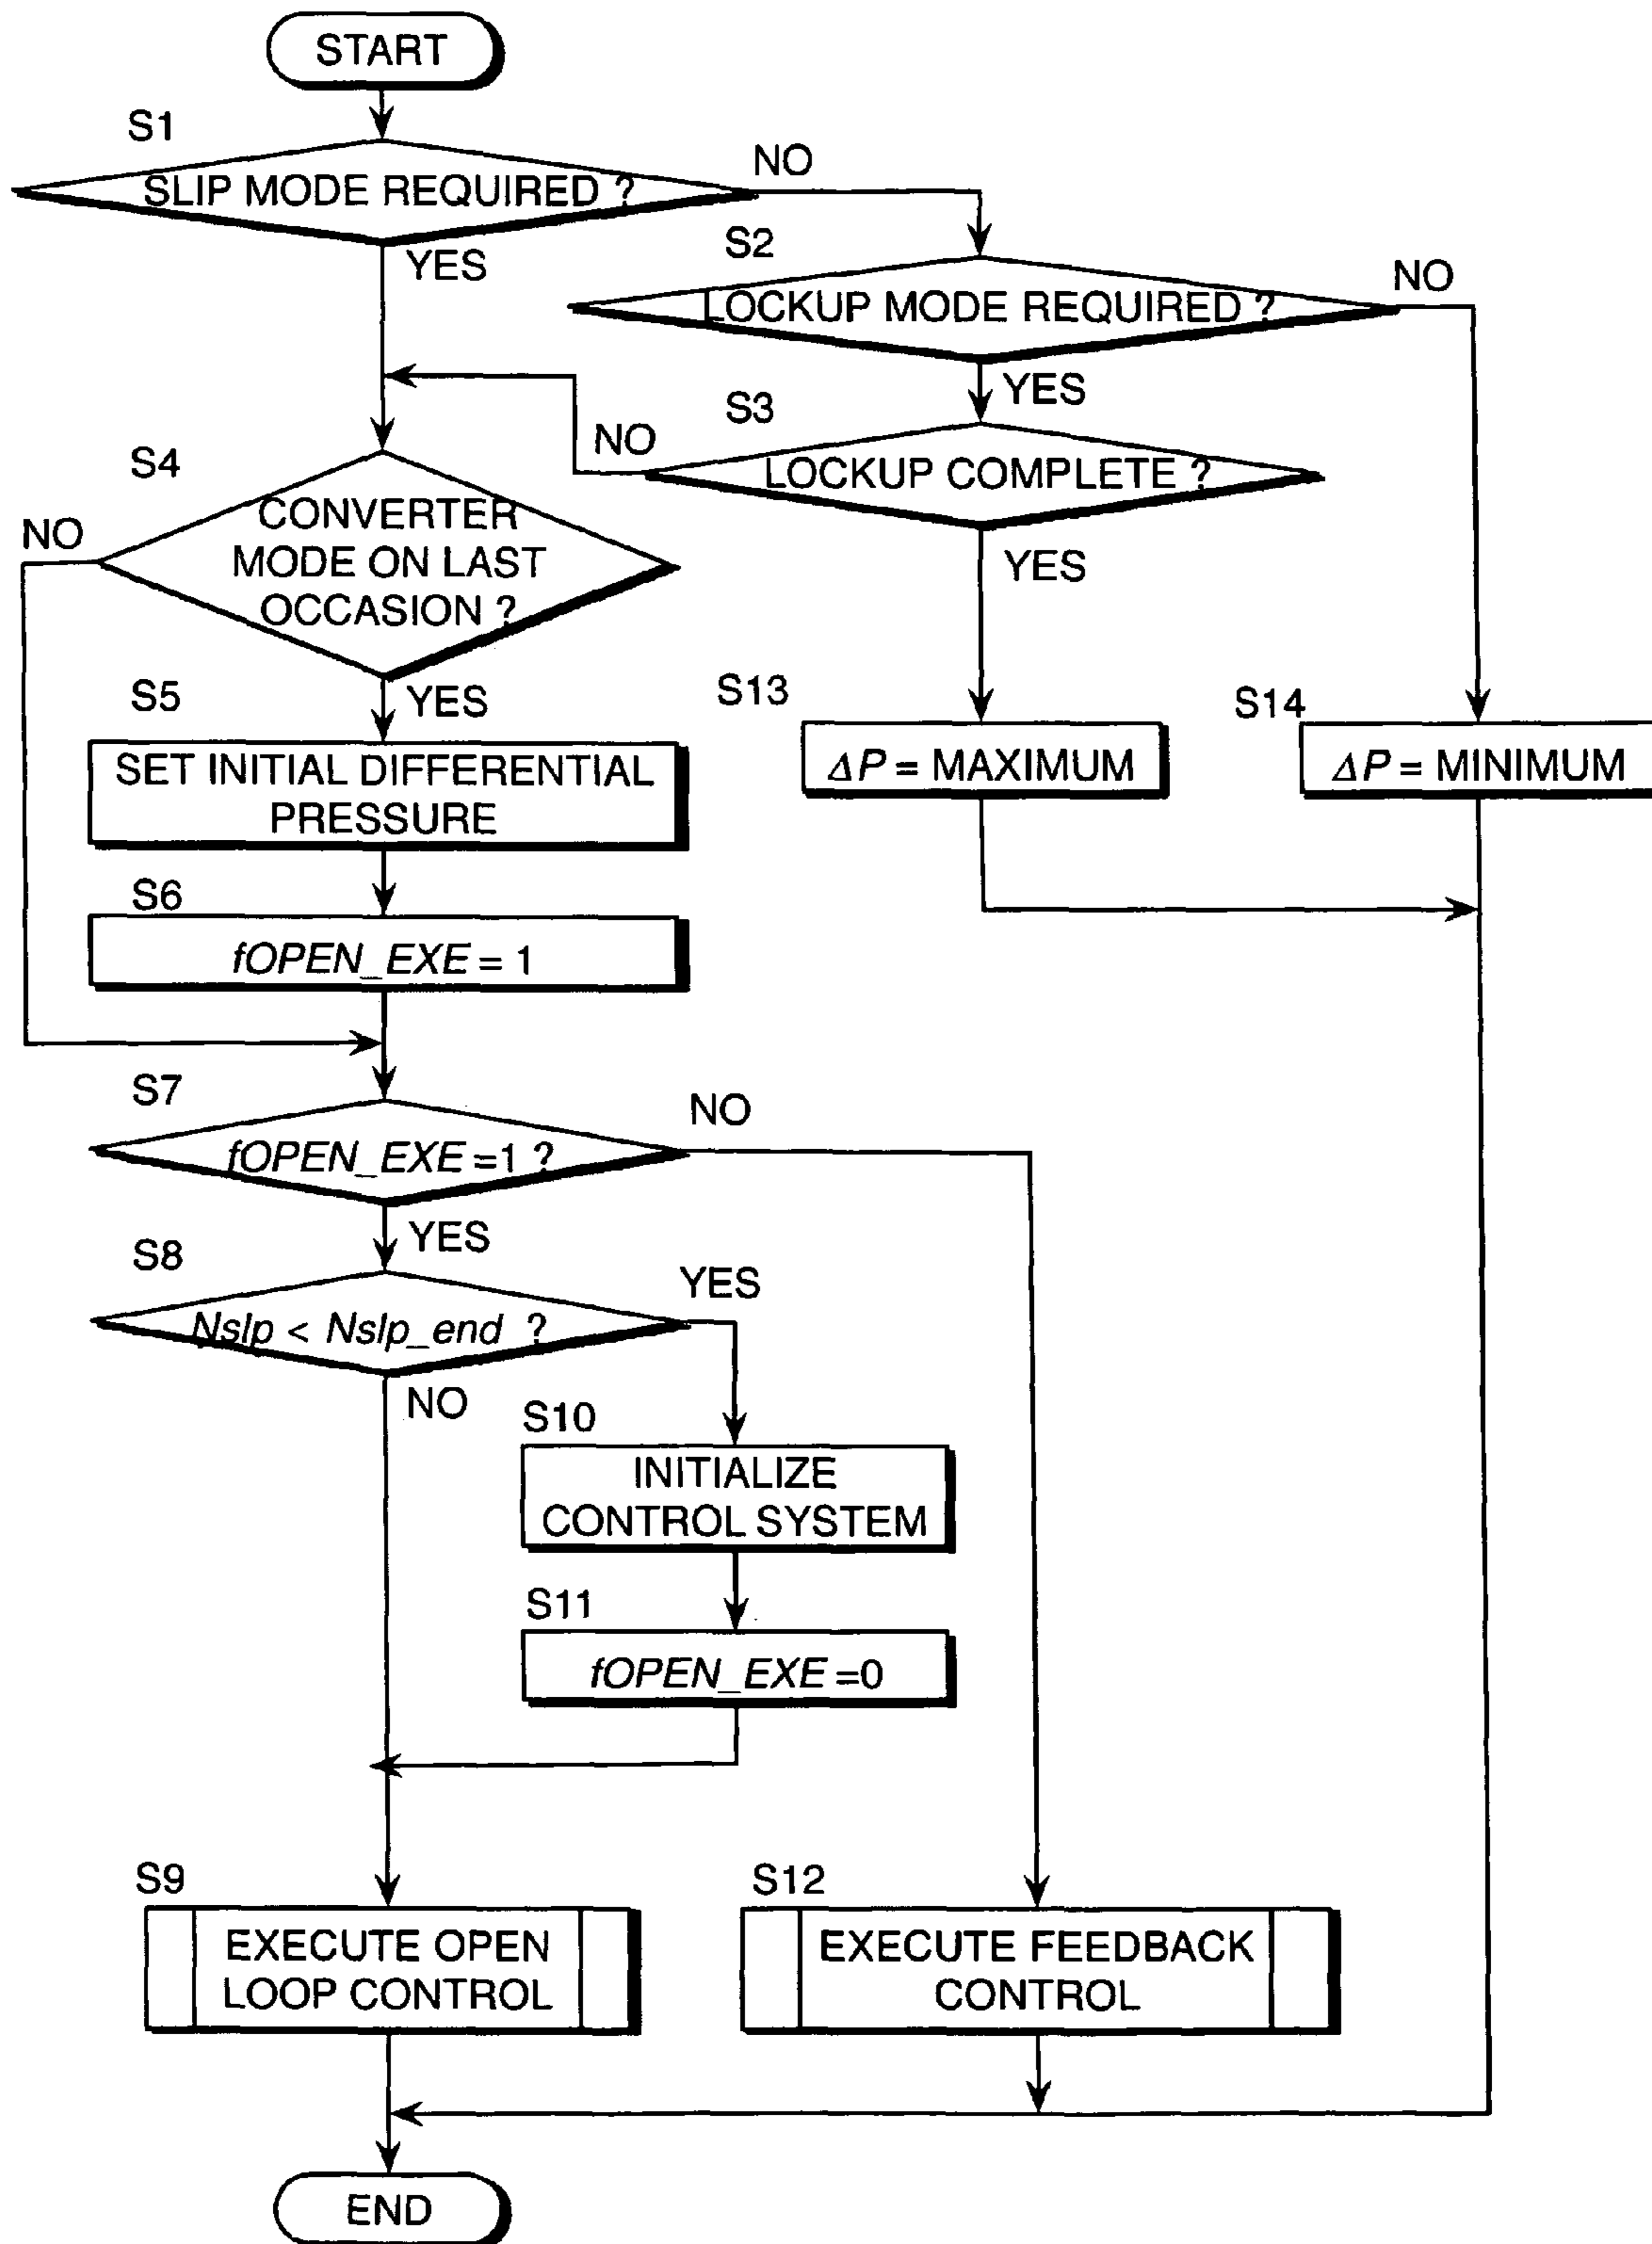 START
S1
SLIP MODE REQUIRED ?
NO
YES
S2
LOCKUP MODE REQUIRED ?
NO
YES
S3
LOCKUP COMPLETE ?
NO
YES
S4
CONVERTER
MODE ON LAST
OCCASION ?
NO
YES
S5
SET INITIAL DIFFERENTIAL
PRESSURE
S13
ΔP = MAXIMUM
S14
ΔP = MINIMUM
S6
fOPEN_EXE = 1
S7
fOPEN_EXE =1 ?
NO
YES
S8
Nslp < Nslp_end ?
YES
NO
S10
INITIALIZE
CONTROL SYSTEM
S11
fOPEN_EXE =0
S9
EXECUTE OPEN
LOOP CONTROL
S12
EXECUTE FEEDBACK
CONTROL
END